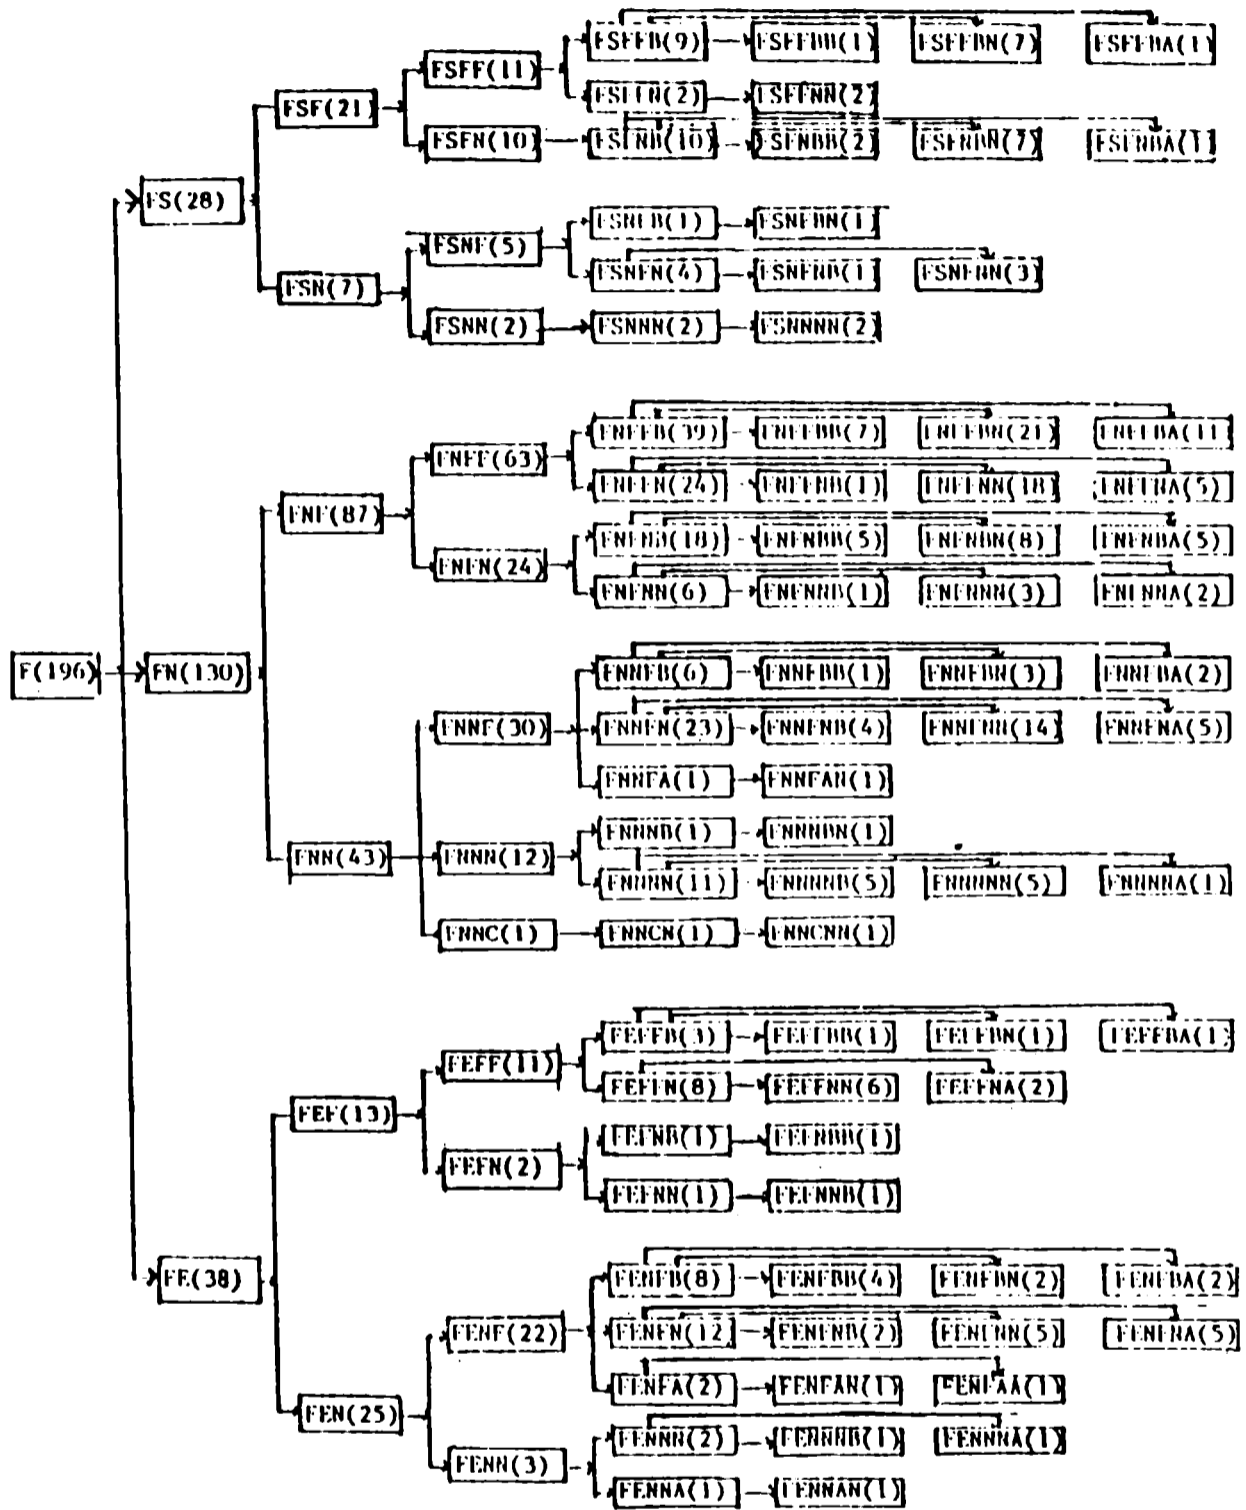 FSFFB(9) FSFFBB(1) FSFFBN(7) FSFFBA(1)
FSFF(11)
FSFFN(2) FSFFNN(2)
FSF(21)
FSFN(10) FSFNB(10) FSFNBB(2) FSFNBN(7) FSFNBA(1)
FS(28)
FSNFB(1) FSNFBN(1)
FSNF(5)
FSNFN(4) FSNFNB(1) FSNFNN(3)
FSN(7)
FSNN(2) FSNNN(2) FSNNNN(2)
FNFFB(39) FNFFBB(7) FNFFBN(21) FNFFBA(11)
FNFF(63)
FNFFN(24) FNFFNB(1) FNFFNN(18) FNFFNA(5)
FNF(87)
FNFNB(18) FNFNBB(5) FNFNBN(8) FNFNBA(5)
FNFN(24)
FNFNN(6) FNFNNB(1) FNFNNN(3) FNFNNA(2)
F(196) FN(130) FNNFB(6) FNNFBB(1) FNNFBN(3) FNNFBA(2)
FNNF(30) FNNFN(23) FNNFNB(4) FNNFNN(14) FNNFNA(5)
FNNFA(1) FNNFAN(1)
FNNNB(1) FNNNBN(1)
FNN(43) FNNN(12)
FNNNN(11) FNNNNB(5) FNNNNN(5) FNNNNA(1)
FNNC(1) FNNCN(1) FNNCNN(1)
FEFFB(3) FEFFBB(1) FEFFBN(1) FEFFBA(1)
FEFF(11)
FEFFN(8) FEFFNN(6) FEFFNA(2)
FEF(13)
FEFNB(1) FEFNBB(1)
FEFN(2)
FEFNN(1) FEFNNB(1)
FE(38) FENFB(8) FENFBB(4) FENFBN(2) FENFBA(2)
FENF(22) FENFN(12) FENFNB(2) FENFNN(5) FENFNA(5)
FENFA(2) FENFAN(1) FENFAA(1)
FEN(25)
FENNN(2) FENNNB(1) FENNNA(1)
FENN(3)
FENNA(1) FENNAN(1)